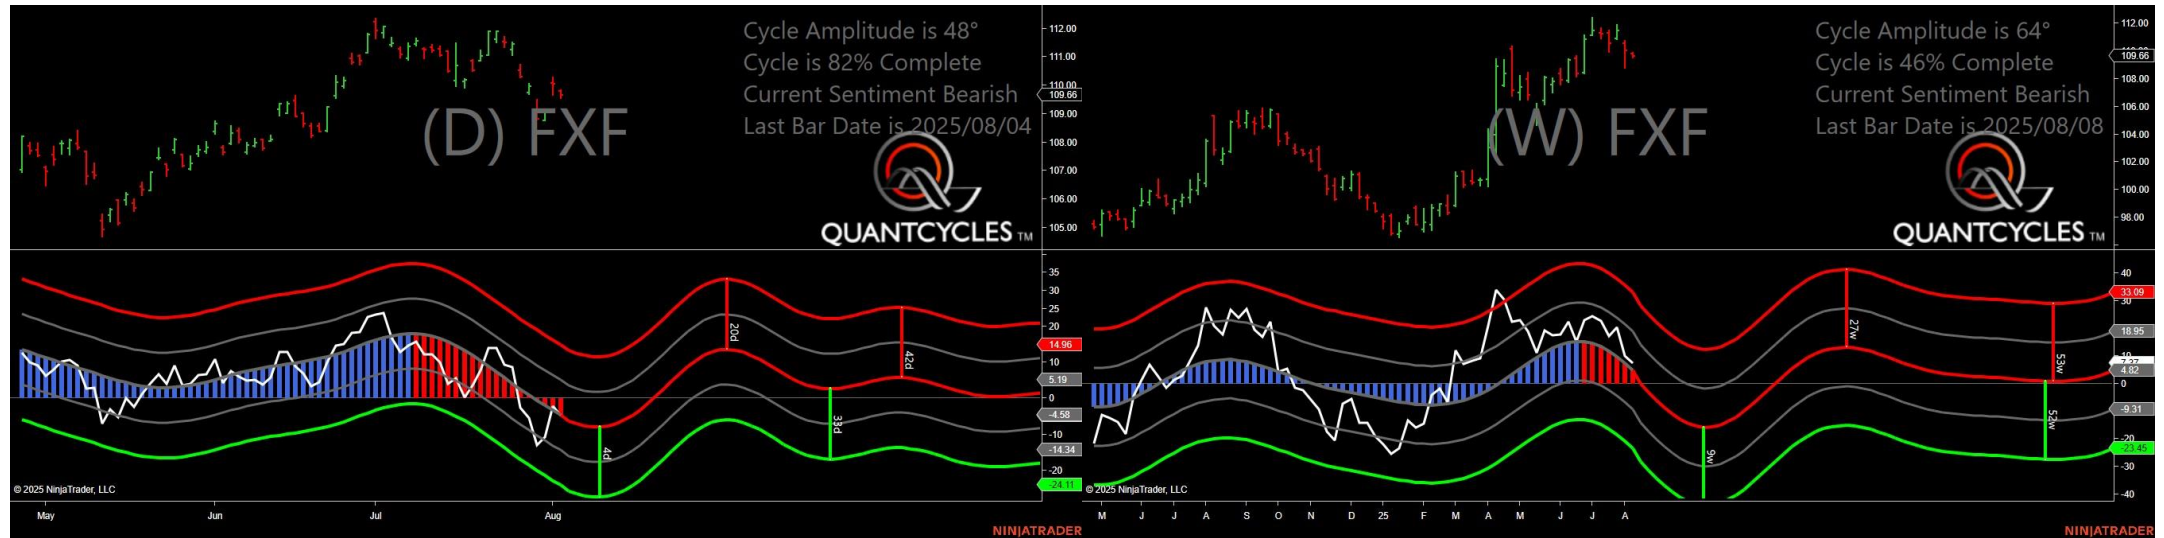 Cycle Amplitude is 48°
Cycle is 82% Complete
Current Sentiment Bearish
Last Bar Date is 2025/08/04
(D) FXF
QUANTCYCLES TM
112.00
111.00
110.00
109.66
109.00
108.00
107.00
106.00
105.00
35
30
25
20
14.96
10
5.19
0
-4.58
-10
-14.34
-20
-24.11
20d
42d
33d
4d
© 2025 NinjaTrader, LLC
May Jun Jul Aug
NINJATRADER
Cycle Amplitude is 64°
Cycle is 46% Complete
Current Sentiment Bearish
Last Bar Date is 2025/08/08
(W) FXF
QUANTCYCLES TM
112.00
109.66
108.00
106.00
104.00
102.00
100.00
98.00
40
33.09
30
18.95
10
4.82
0
-9.31
-20
-23.45
-30
-40
27w
53w
52w
9w
© 2025 NinjaTrader, LLC
M J J A S O N D 25 F M A M J J A
NINJATRADER